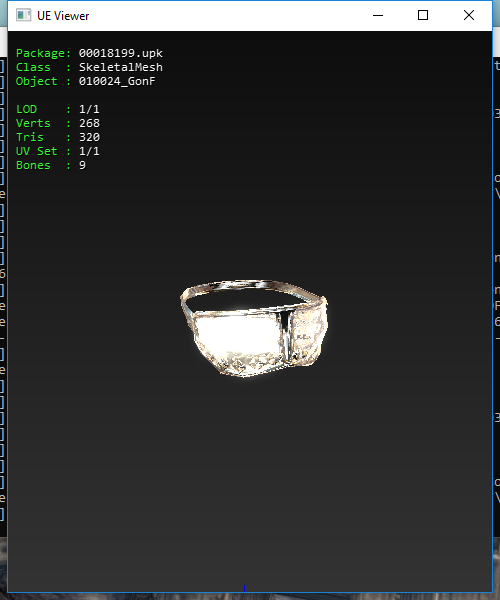 UE Viewer
Package: 00018199.upk
Class : SkeletalMesh
Object : 010024_GonF
LOD : 1/1
Verts : 268
Tris : 320
UV Set : 1/1
Bones : 9